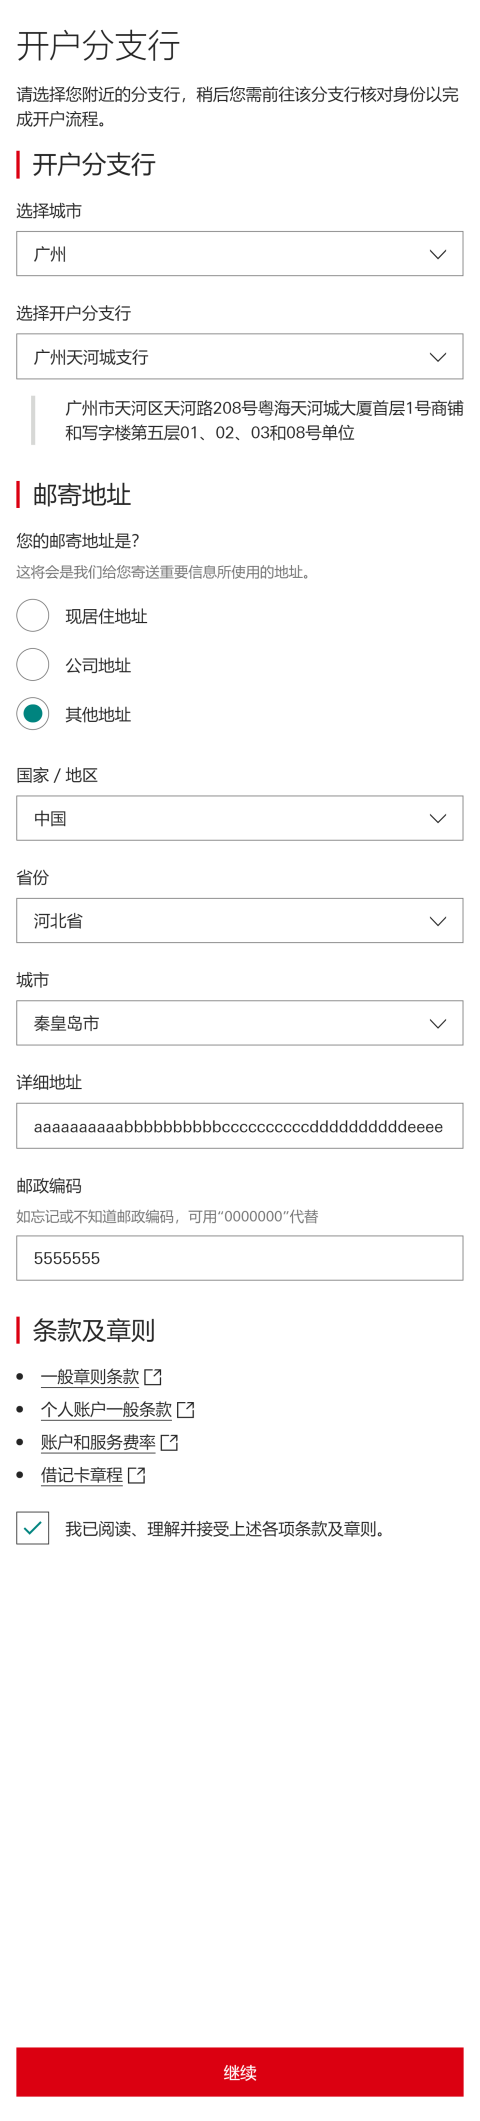 开户分支行
请选择您附近的分支行，稍后您需前往该分支行核对身份以完
成开户流程。
开户分支行
选择城市
广州
选择开户分支行
广州天河城支行
广州市天河区天河路208号粤海天河城大厦首层1号商铺
和写字楼第五层01、02、03和08号单位
邮寄地址
您的邮寄地址是？
这将会是我们给您寄送重要信息所使用的地址。
现居住地址
公司地址
其他地址
国家 / 地区
中国
省份
河北省
城市
秦皇岛市
详细地址
aaaaaaaaaabbbbbbbbbbccccccccccddddddddddeeee
邮政编码
如忘记或不知道邮政编码，可用“0000000”代替
5555555
条款及章则
一般章则条款
个人账户一般条款
账户和服务费率
借记卡章程
我已阅读、理解并接受上述各项条款及章则。
继续